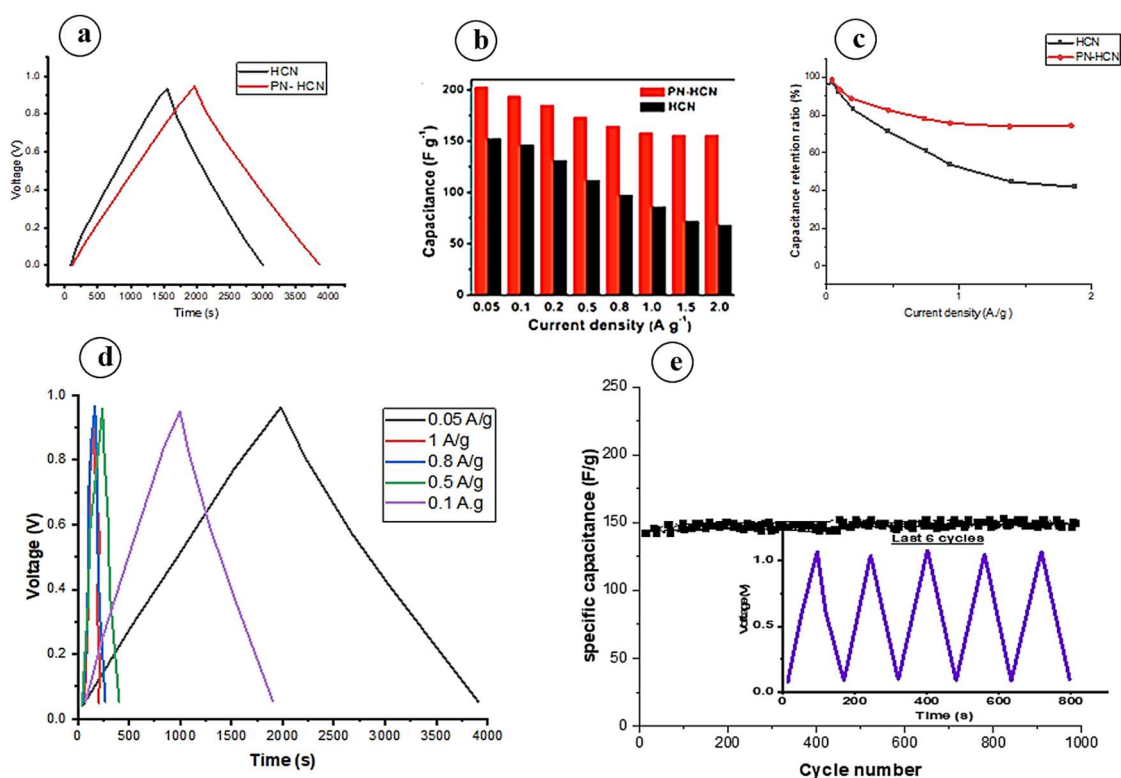 a
HCN
PN- HCN
1.0
0.8
0.6
0.4
0.2
0.0
Voltage (V)
0 500 1000 1500 2000 2500 3000 3500 4000
Time (s)
b
PN-HCN
HCN
200
150
100
50
0
Capacitance (F g-1)
0.05 0.1 0.2 0.5 0.8 1.0 1.5 2.0
Current density (A g-1)
c
HCN
PN-HCN
100
80
60
40
20
0
Capacitance retention ratio (%)
0 1 2
Current density (A./g )
d
0.05 A/g
1 A/g
0.8 A/g
0.5 A/g
0.1 A.g
1.0
0.8
0.6
0.4
0.2
0.0
Voltage (V)
0 500 1000 1500 2000 2500 3000 3500 4000
Time (s)
e
250
200
150
100
50
0
specific capacitance (F/g)
Last 6 cycles
1.0
0.5
0.0
Voltage(V)
0 200 400 600 800
Time (s)
0 200 400 600 800 1000
Cycle number